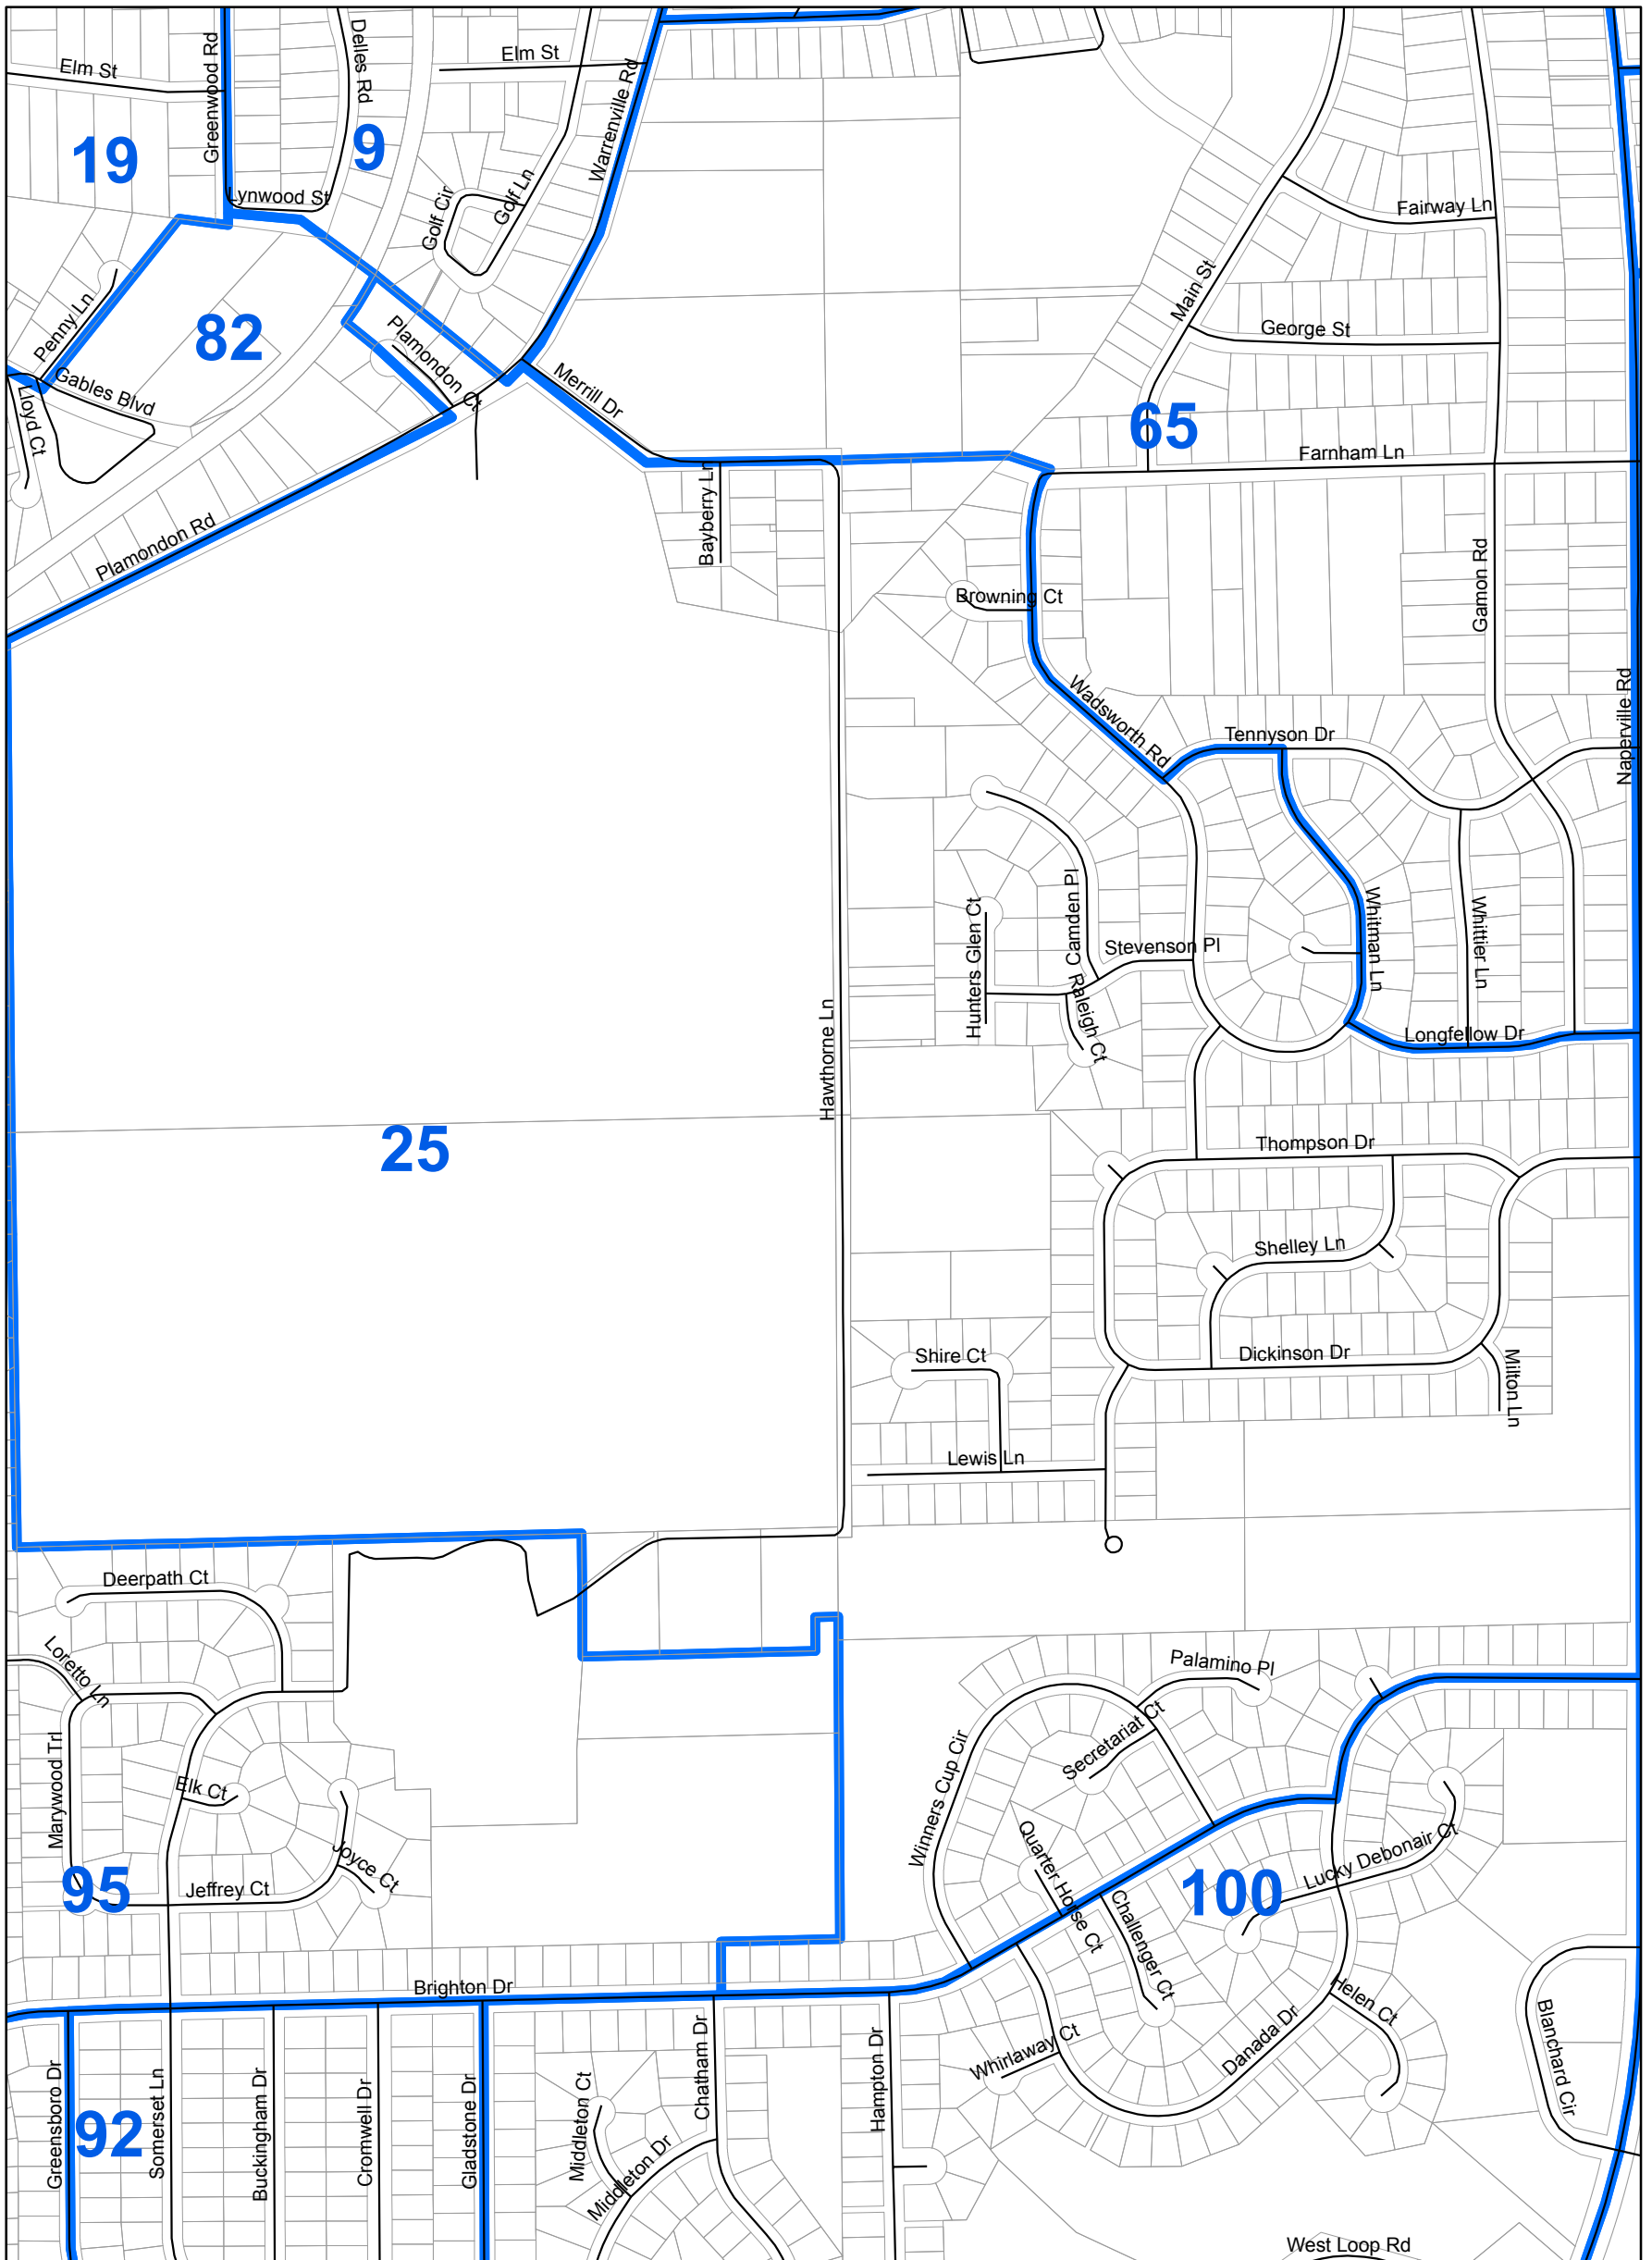 Elm St
Greenwood Rd
Delles Rd
Elm St
Warrenville Rd
19
9
Lynwood St
Golf Cir
Golf Ln
Fairway Ln
Main St
George St
Penny Ln
82
Plamondon Ct
Gables Blvd
Lloyd Ct
Merrill Dr
65
Farnham Ln
Bayberry Ln
Plamondon Rd
Browning Ct
Gamon Rd
Naperville Rd
Wadsworth Rd
Tennyson Dr
Camden Pl
Hunters Glen Ct
Stevenson Pl
Raleigh Ct
Whitman Ln
Whittier Ln
Longfellow Dr
Hawthorne Ln
25
Thompson Dr
Shelley Ln
Dickinson Dr
Milton Ln
Shire Ct
Lewis Ln
Deerpath Ct
Loretto Ln
Palamino Pl
Secretariat Ct
Winners Cup Cir
Marywood Trl
Elk Ct
Joyce Ct
Jeffrey Ct
95
Quarter Horse Ct
Challenger Ct
100
Lucky Debonair Ct
Brighton Dr
Helen Ct
Danada Dr
Whirlaway Ct
Blanchard Cir
Greensboro Dr
92
Somerset Ln
Buckingham Dr
Cromwell Dr
Gladstone Dr
Middleton Ct
Middleton Dr
Chatham Dr
Hampton Dr
West Loop Rd